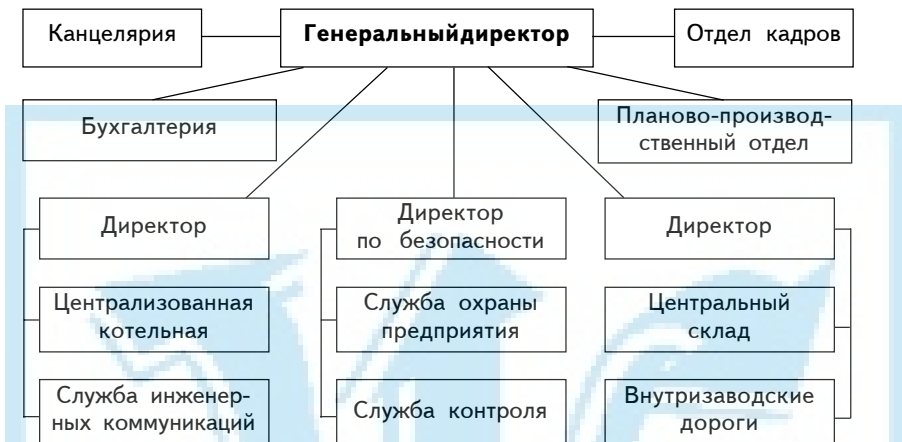 Канцелярия
Генеральныйдиректор
Отдел кадров
Бухгалтерия
Планово-производ-
ственный отдел
Директор
Директор
по безопасности
Директор
Централизованная
котельная
Служба охраны
предприятия
Центральный
склад
Служба инженер-
ных коммуникаций
Служба контроля
Внутризаводские
дороги